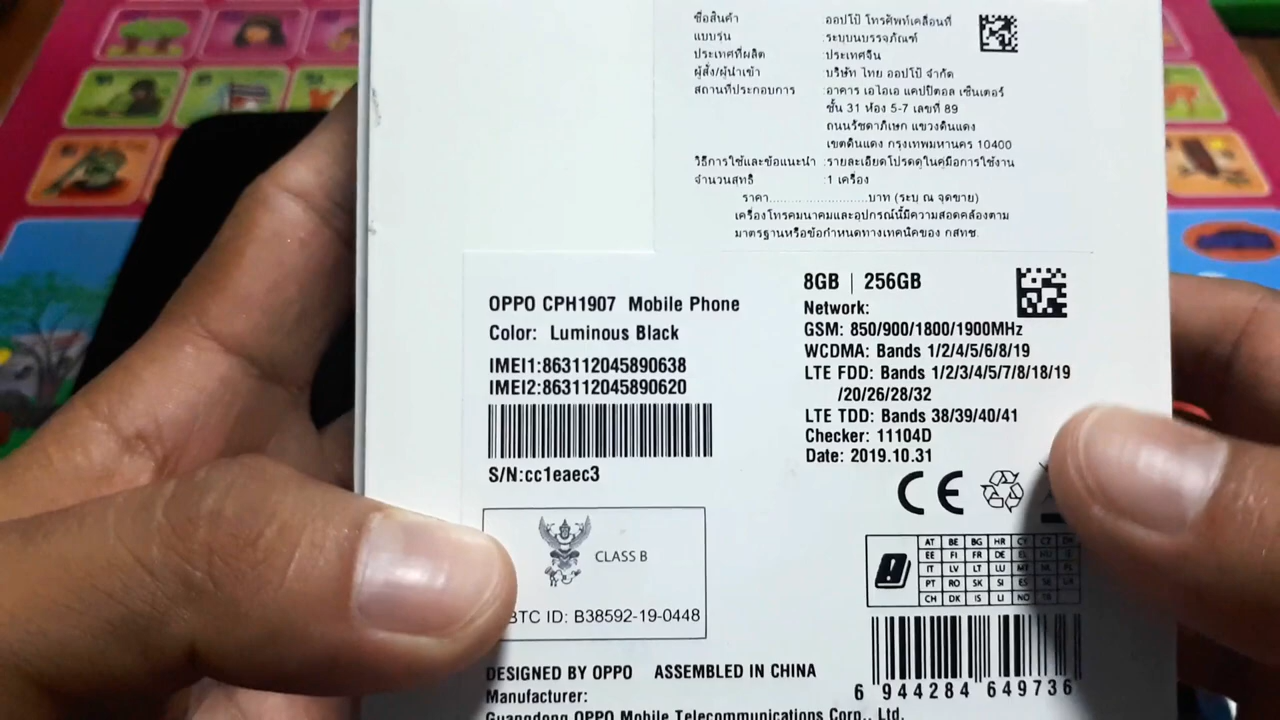 ชื่อสินค้า :ออปโป้ โทรศัพท์เคลื่อนที่
แบบรุ่น :ระบุบนบรรจุภัณฑ์
ประเทศที่ผลิต :ประเทศจีน
ผู้สั่ง/ผู้นำเข้า :บริษัท ไทย ออปโป้ จำกัด
สถานที่ประกอบการ :อาคาร เอไอเอ แคปปิตอล เซ็นเตอร์
ชั้น 31 ห้อง 5-7 เลขที่ 89
ถนนรัชดาภิเษก แขวงดินแดง
เขตดินแดง กรุงเทพมหานคร 10400
วิธีการใช้และข้อแนะนำ :รายละเอียดโปรดดูในคู่มือการใช้งาน
จำนวนสุทธิ :1 เครื่อง
ราคา........................บาท (ระบุ ณ จุดขาย)
เครื่องโทรคมนาคมและอุปกรณ์นี้มีความสอดคล้องตาม
มาตรฐานหรือข้อกำหนดทางเทคนิคของ กสทช.
OPPO CPH1907 Mobile Phone
Color: Luminous Black
IMEI1:863112045890638
IMEI2:863112045890620
S/N:cc1eaec3
8GB | 256GB
Network:
GSM: 850/900/1800/1900MHz
WCDMA: Bands 1/2/4/5/6/8/19
LTE FDD: Bands 1/2/3/4/5/7/8/18/19
/20/26/28/32
LTE TDD: Bands 38/39/40/41
Checker: 11104D
Date: 2019.10.31
CE
CLASS B
BTC ID: B38592-19-0448
AT BE BG HR CY CZ DK
EE FI FR DE EL HU
IT LV LT LU MT NL PL
PT RO SK SI ES SE
CH DK IS LI NO TR
6 944284 649736
DESIGNED BY OPPO ASSEMBLED IN CHINA
Manufacturer:
Guangdong OPPO Mobile Telecommunications Corp., Ltd.